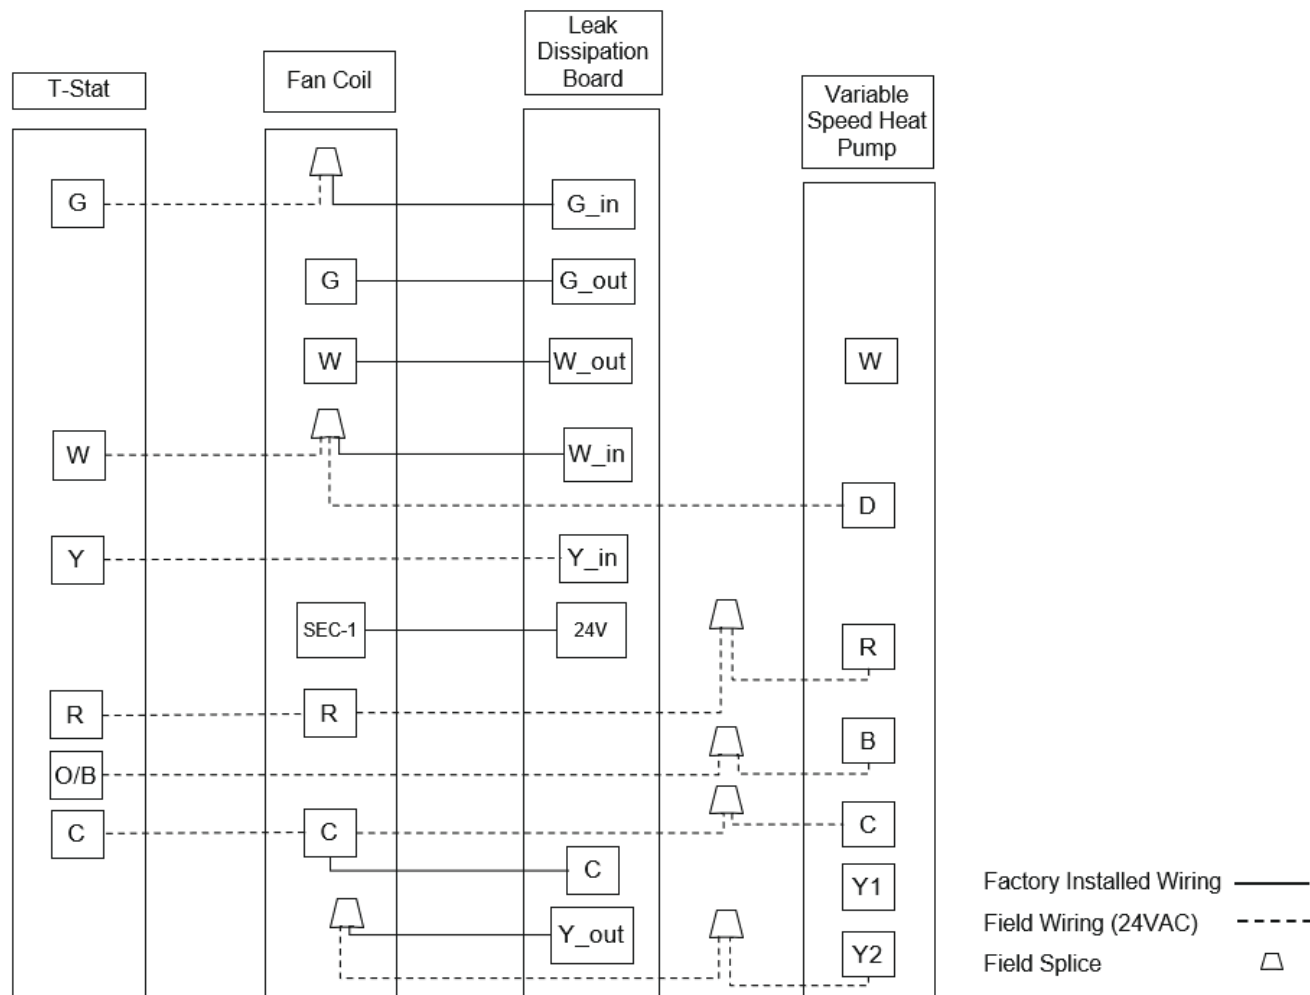 T-Stat
Fan Coil
Leak
Dissipation
Board
Variable
Speed Heat
Pump
G
G_in
G
G_out
W
W_out
W
W
W_in
D
Y
Y_in
SEC-1
24V
R
R
R
B
O/B
C
C
C
C
Y1
Y_out
Y2
Factory Installed Wiring
Field Wiring (24VAC)
Field Splice